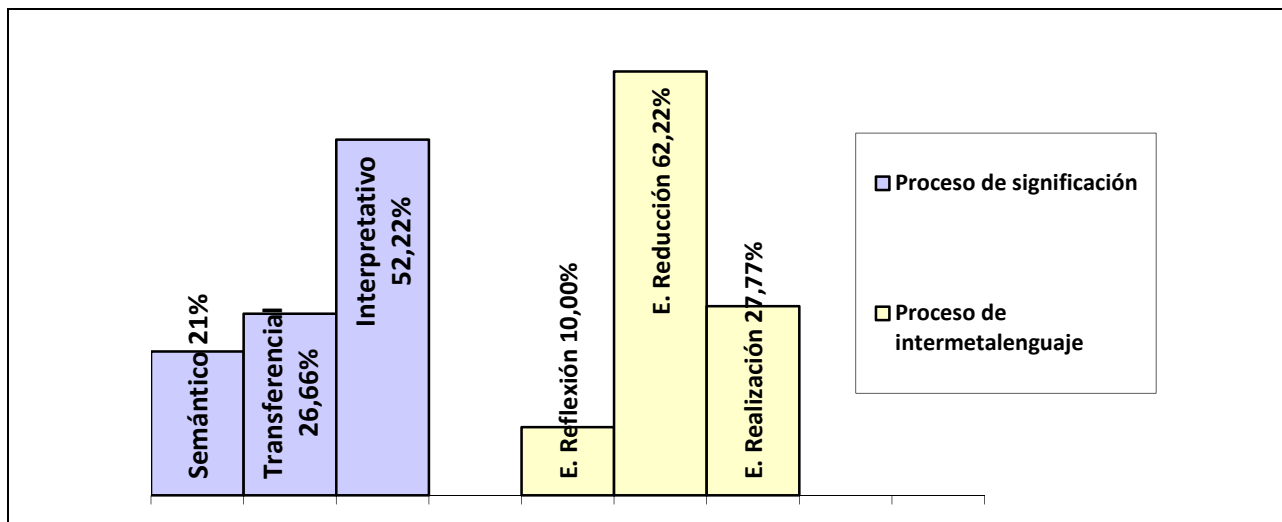 Semántico 21%
Transferencial
26,66%
Interpretativo
52,22%
E. Reflexión 10,00%
E. Reducción 62,22%
E. Realización 27,77%
Proceso de significación
Proceso de
intermetalenguaje